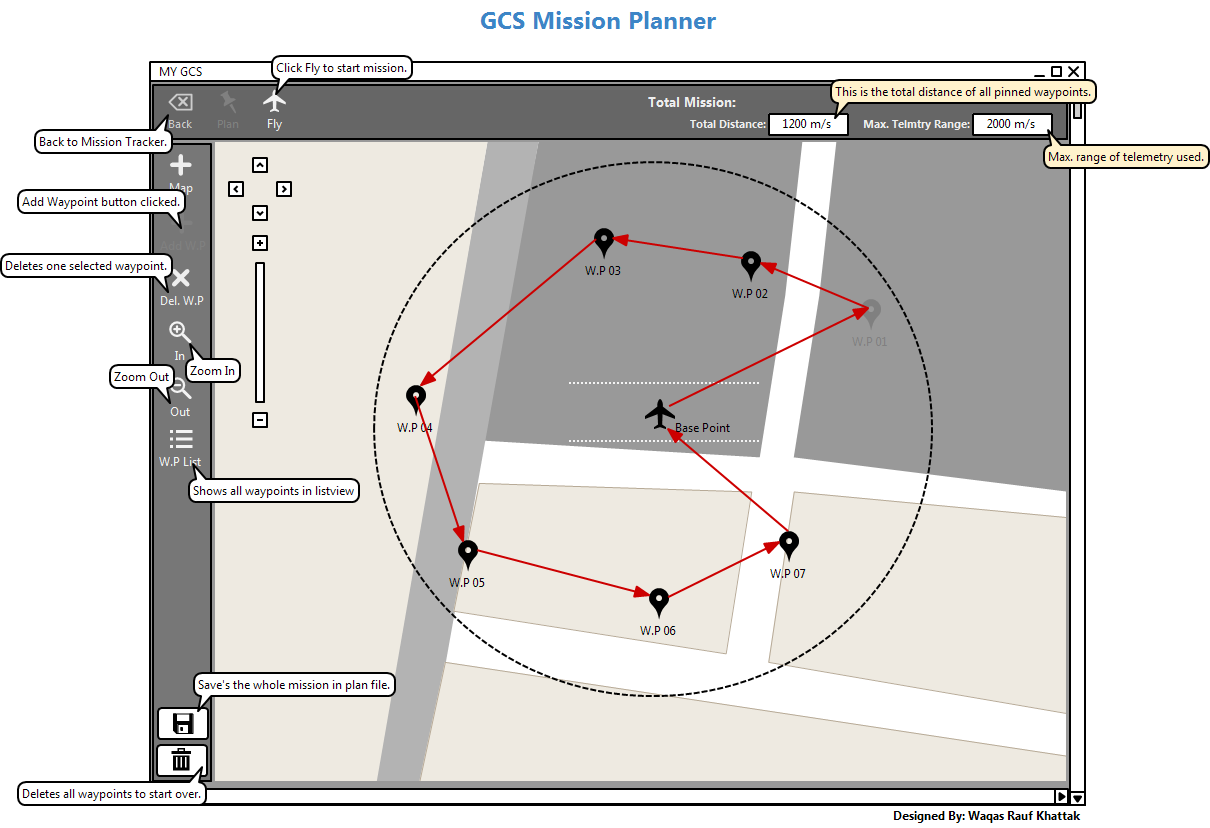 GCS Mission Planner
MY GCS
Click Fly to start mission.
This is the total distance of all pinned waypoints.
Back
Plan
Fly
Total Mission:
Total Distance:
1200 m/s
Max. Telmtry Range:
2000 m/s
Back to Mission Tracker.
Max. range of telemetry used.
Map
Add Waypoint button clicked.
Add W.P
Deletes one selected waypoint.
Del. W.P
In
Zoom In
Zoom Out
Out
W.P List
Shows all waypoints in listview
W.P 03
W.P 02
W.P 01
W.P 04
Base Point
W.P 05
W.P 07
W.P 06
Save's the whole mission in plan file.
Deletes all waypoints to start over.
Designed By: Waqas Rauf Khattak